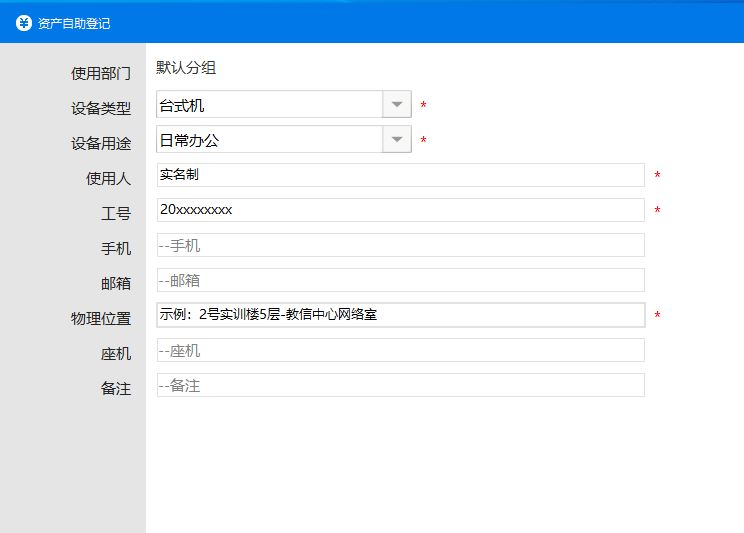 资产自助登记
使用部门 默认分组
设备类型 台式机 *
设备用途 日常办公 *
使用人 实名制 *
工号 20xxxxxxxx *
手机 --手机
邮箱 --邮箱
物理位置 示例：2号实训楼5层-教信中心网络室 *
座机 --座机
备注 --备注